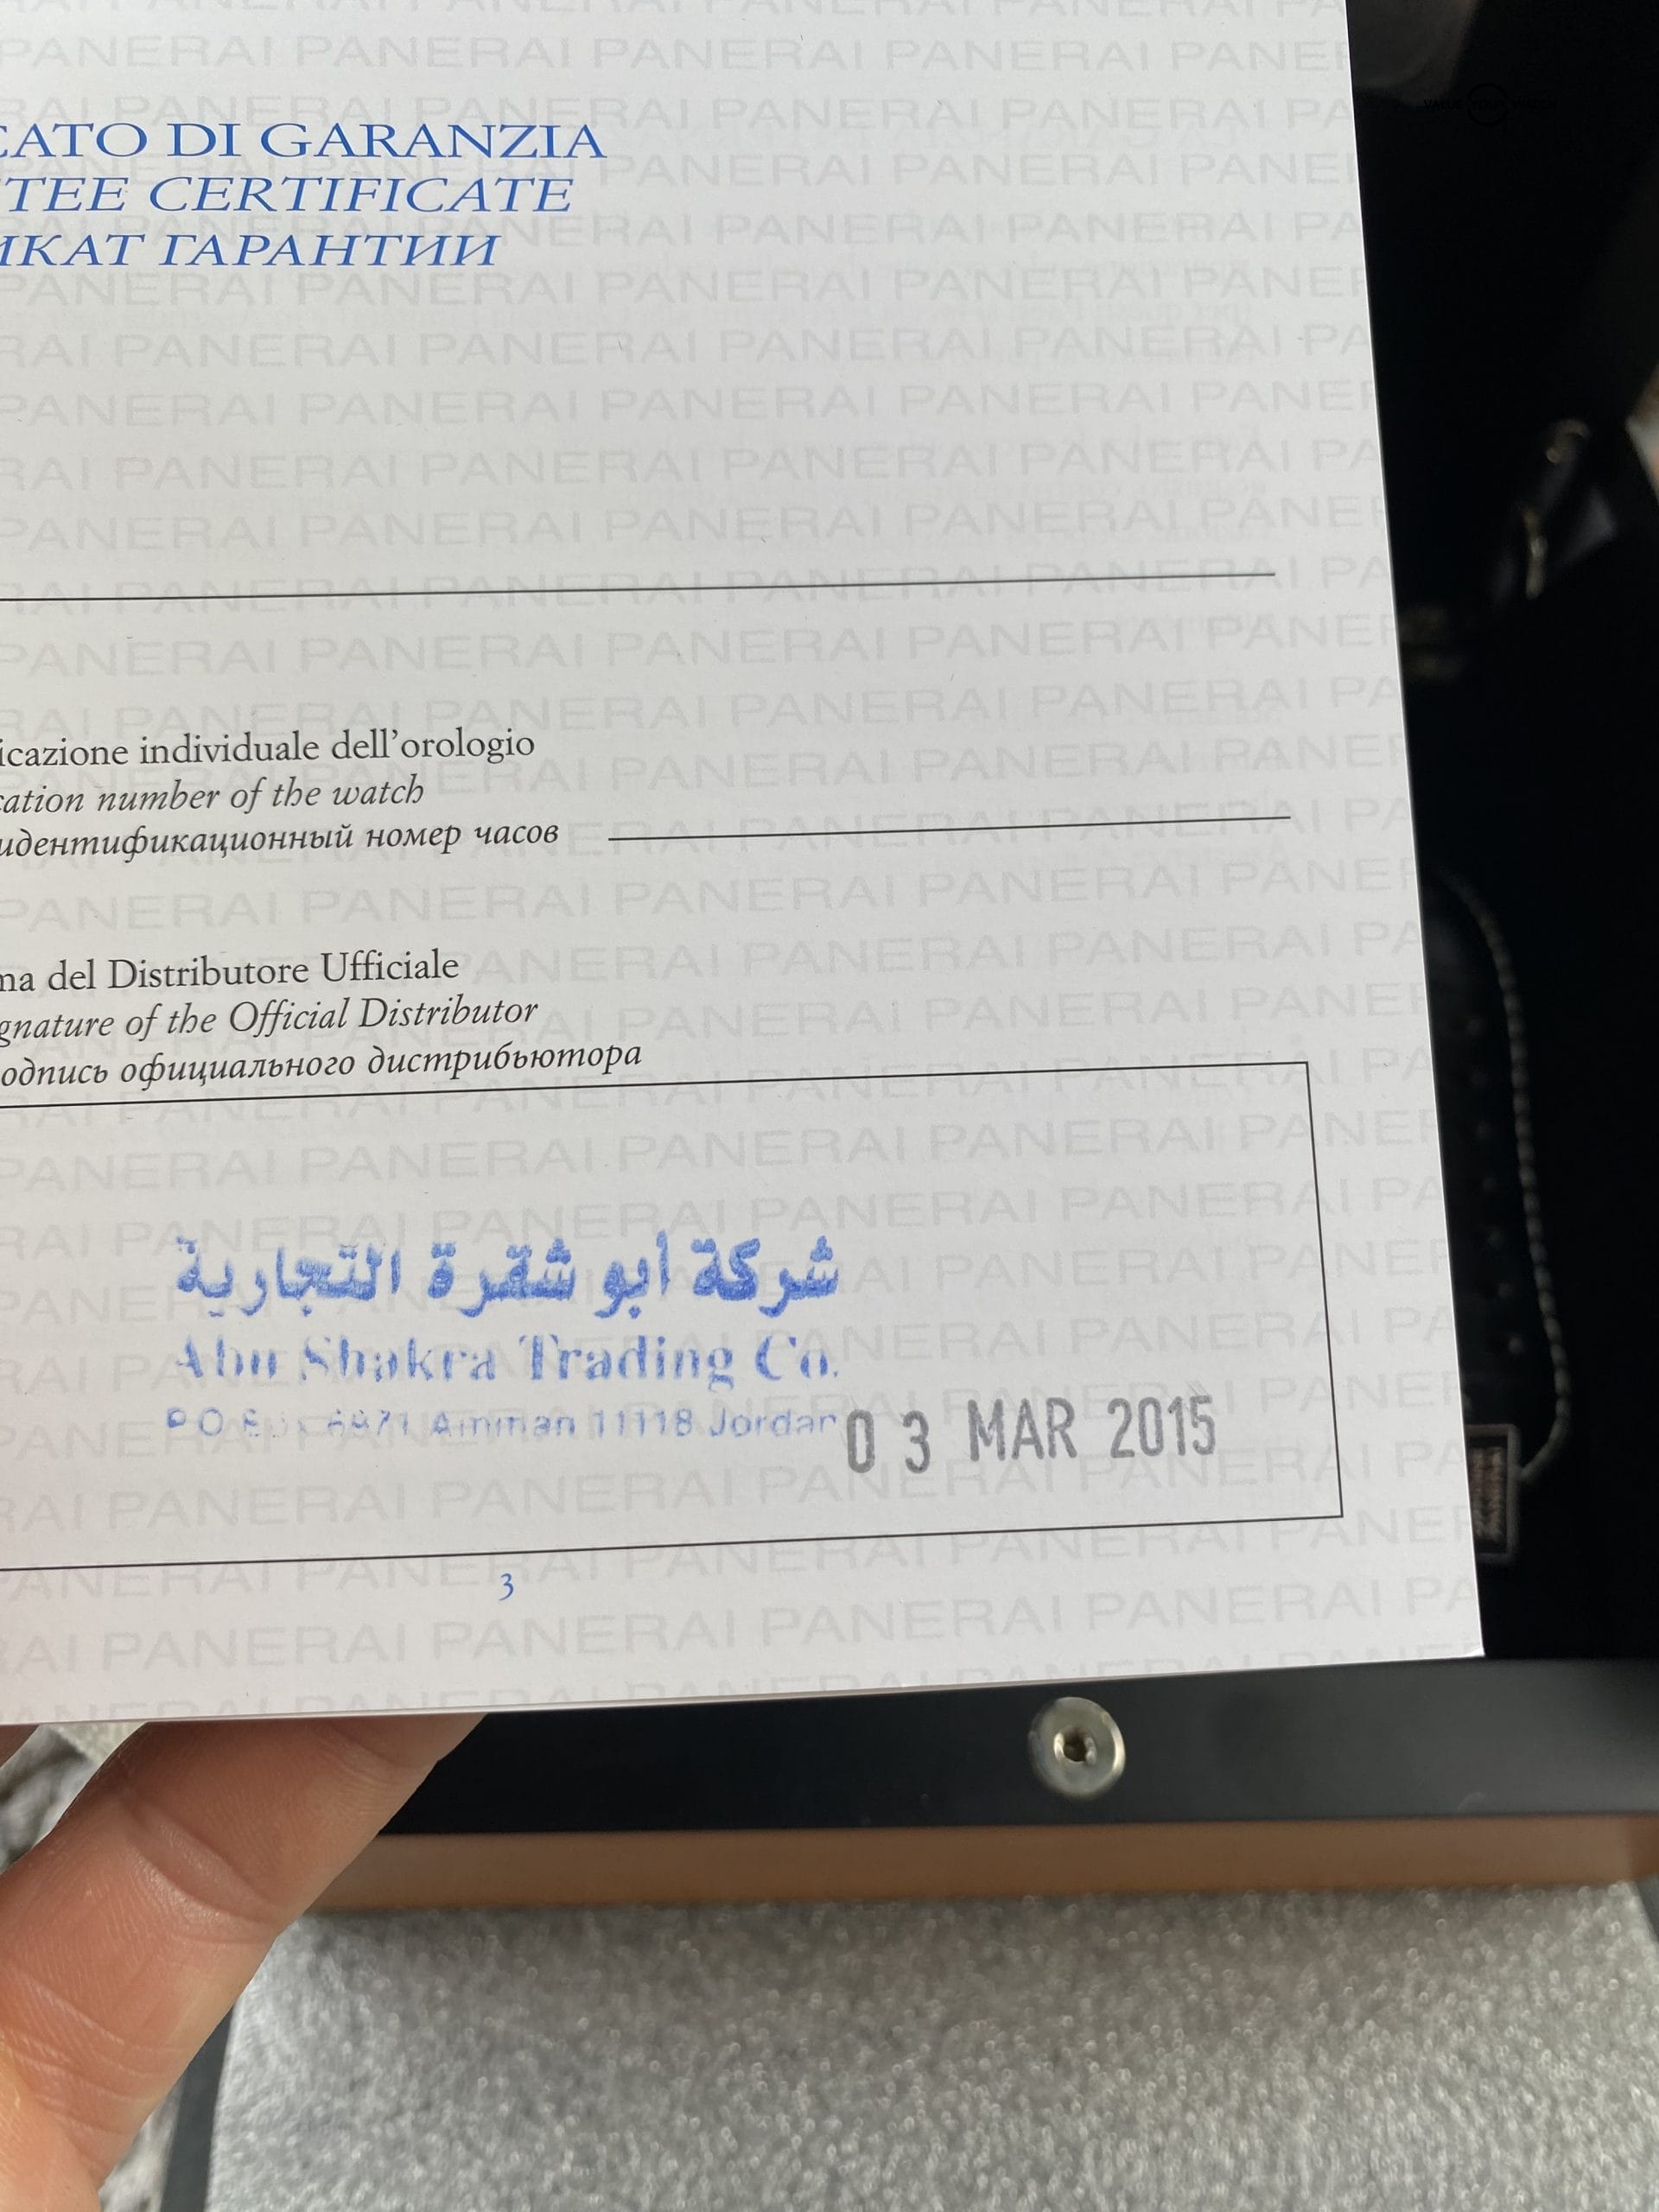 CATO DI GARANZIA
TEE CERTIFICATE
ИКАТ ГАРАНТИИ
icazione individuale dell'orologio
cation number of the watch
идентификационный номер часов
ma del Distributore Ufficiale
gnature of the Official Distributor
одпись официального дистрибьютора
شركة أبو شقرة التجارية
Abu Shakra Trading Co.
P O Amman 11118 Jordan
03 MAR 2015
3